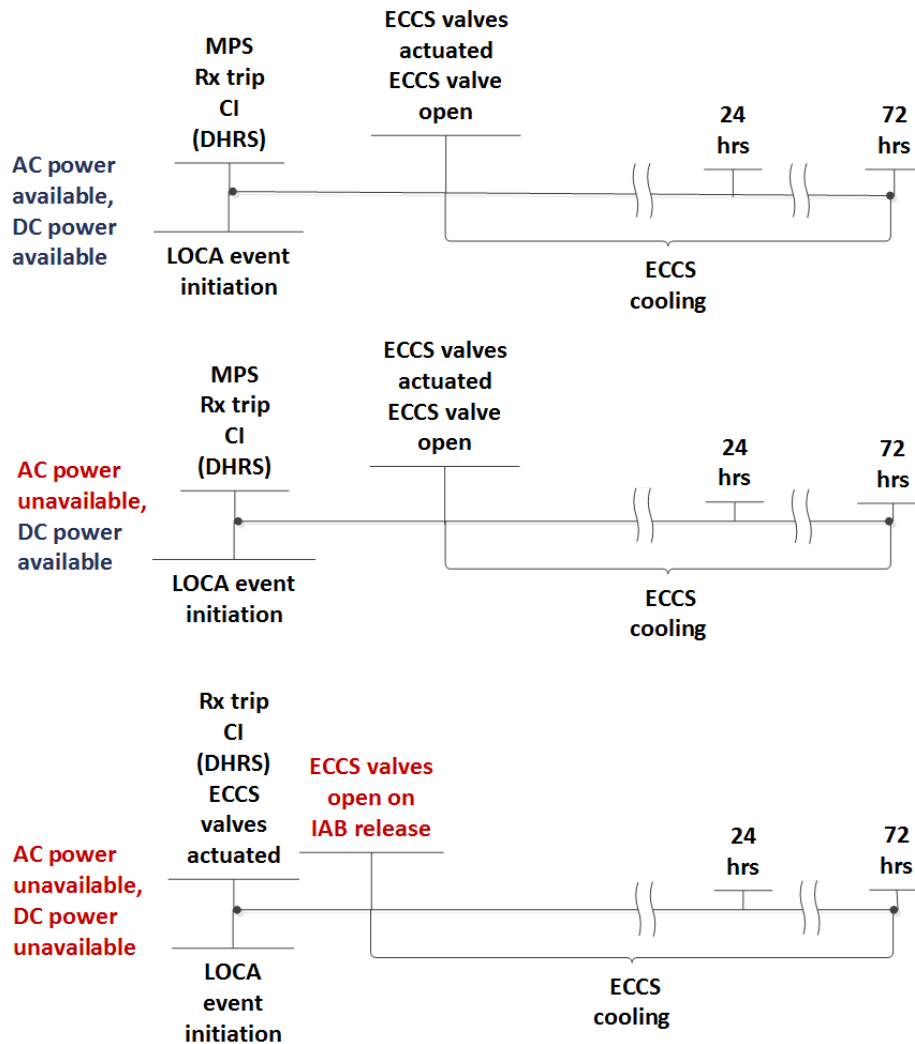 MPS
Rx trip
CI
(DHRS)
ECCS valves
actuated
ECCS valve
open
24
hrs
72
hrs
AC power
available,
DC power
available
LOCA event
initiation
ECCS
cooling
MPS
Rx trip
CI
(DHRS)
ECCS valves
actuated
ECCS valve
open
24
hrs
72
hrs
AC power
unavailable,
DC power
available
LOCA event
initiation
ECCS
cooling
Rx trip
CI
(DHRS)
ECCS
valves
actuated
ECCS valves
open on
IAB release
24
hrs
72
hrs
AC power
unavailable,
DC power
unavailable
LOCA
event
initiation
ECCS
cooling